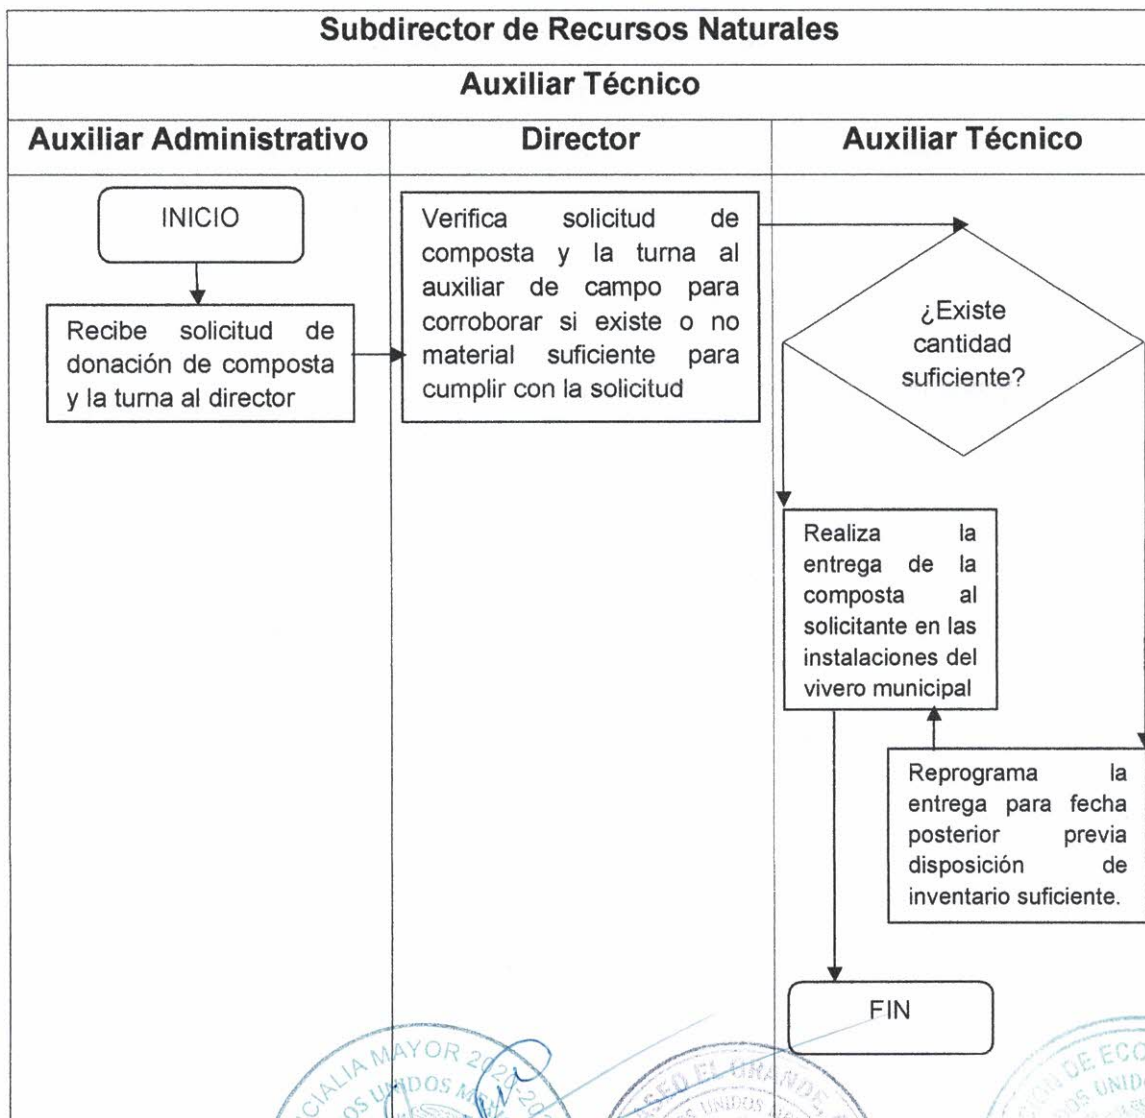 Subdirector de Recursos Naturales
Auxiliar Técnico
Auxiliar Administrativo
Director
Auxiliar Técnico
INICIO
Recibe solicitud de
donación de composta
y la turna al director
Verifica solicitud de
composta y la turna al
auxiliar de campo para
corroborar si existe o no
material suficiente para
cumplir con la solicitud
¿Existe
cantidad
suficiente?
Realiza la
entrega de la
composta al
solicitante en las
instalaciones del
vivero municipal
Reprograma la
entrega para fecha
posterior previa
disposición de
inventario suficiente.
FIN
MAYOR
UNIDOS